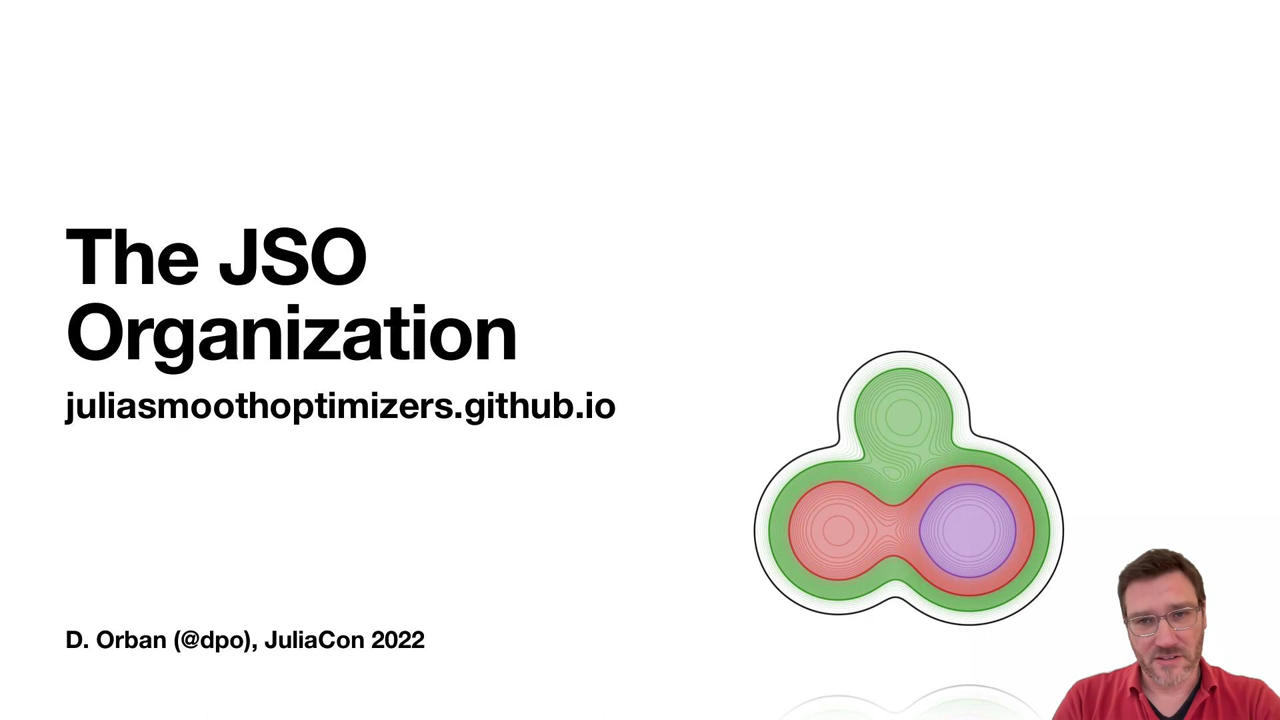 The JSO
Organization
juliasmoothoptimizers.github.io
D. Orban (@dpo), JuliaCon 2022